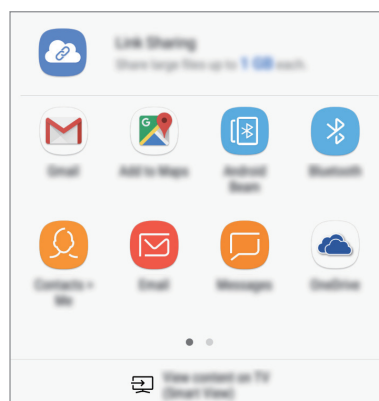 Link Sharing
Share large files up to 1 GB each.
Gmail
Add to Maps
Android
Beam
Bluetooth
Contacts >
Me
Email
Messages
OneDrive
View content on TV
(Smart View)